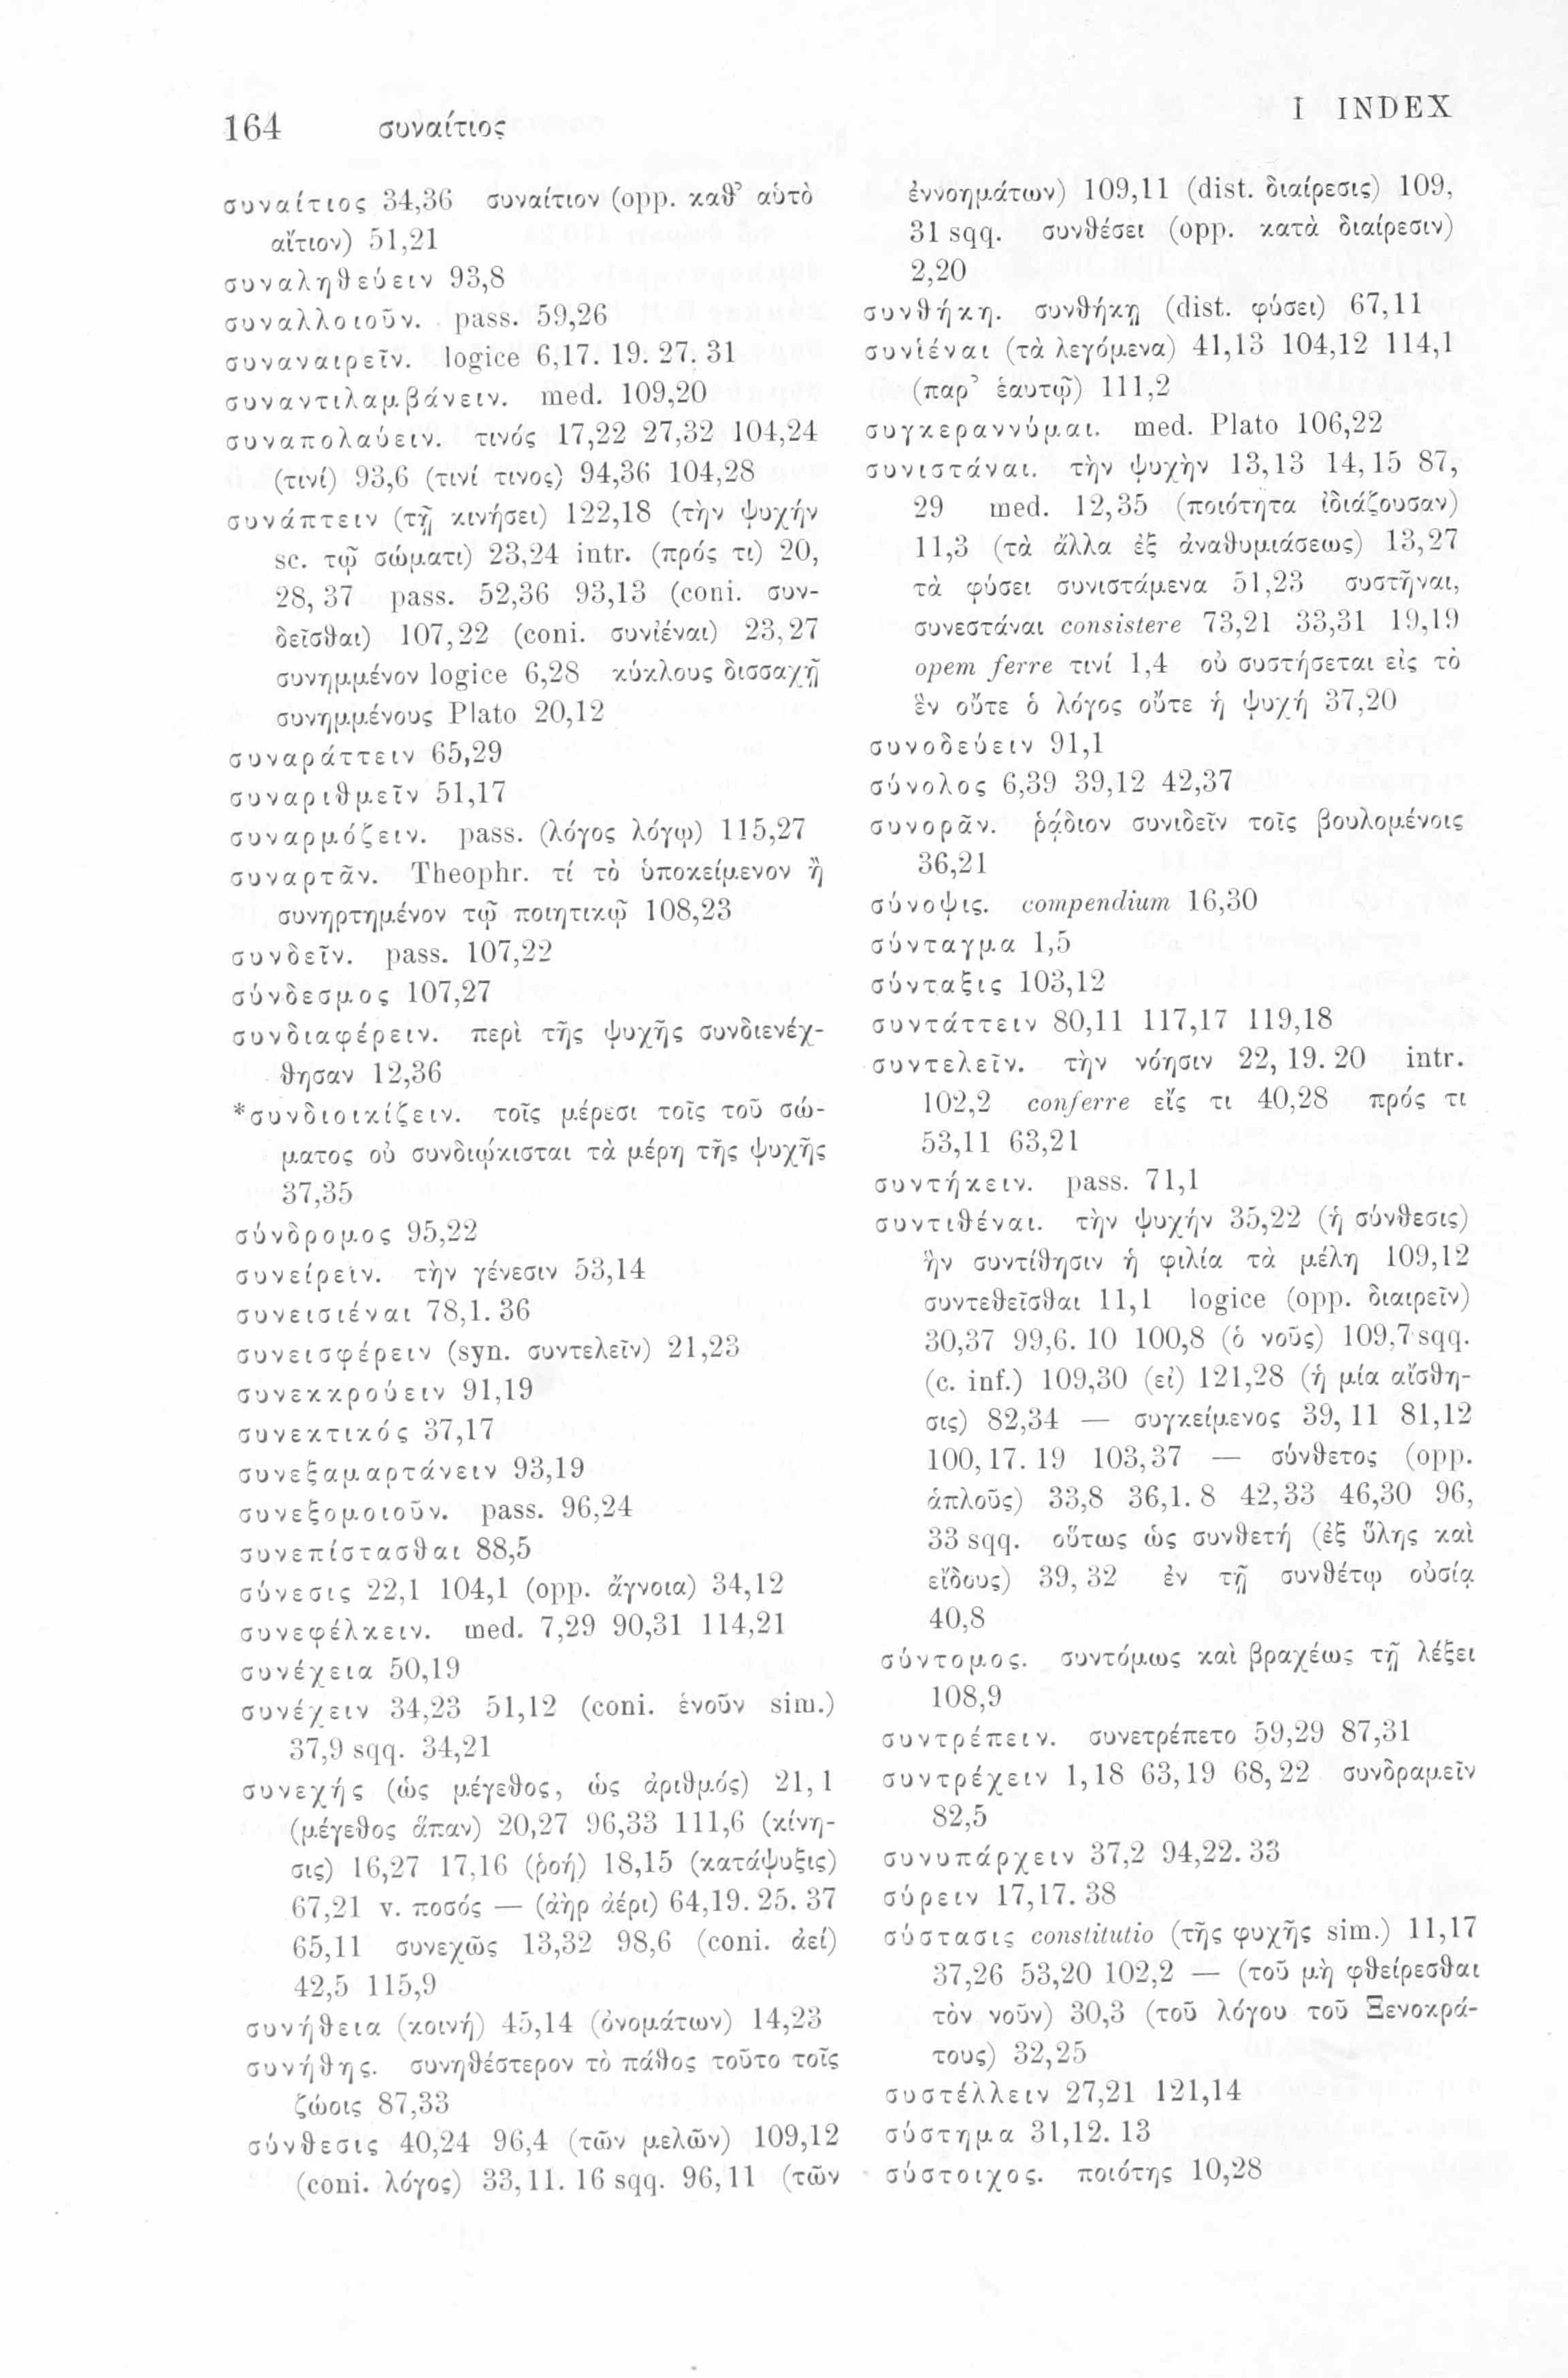 164 συναίτιος I INDEX
συναίτιος 34,36 συναίτιον (opp. καθ’ αὑτὸ
αἴτιον) 51,21
συναληθεύειν 93,8
συναλλοιοῦν. pass. 59,26
συναναιρεῖν. logice 6,17. 19. 27. 31
συναντιλαμβάνειν. med. 109,20
συναπολαύειν. τινός 17,22 27,32 104,24
(τινί) 93,6 (τινί τινος) 94,36 104,28
συνάπτειν (τῇ κινήσει) 122,18 (τὴν ψυχήν
sc. τῷ σώματι) 23,24 intr. (πρός τι) 20,
28, 37 pass. 52,36 93,13 (coni. συν-
δεῖσθαι) 107,22 (coni. συνιέναι) 23,27
συνημμένον logice 6,28 κύκλους δισσαχῇ
συνημμένους Plato 20,12
συναράττειν 65,29
συναριθμεῖν 51,17
συναρμόζειν. pass. (λόγος λόγῳ) 115,27
συναρτᾶν. Theophr. τί τὸ ὑποκείμενον ἢ
συνηρτημένον τῷ ποιητικῷ 108,23
συνδεῖν. pass. 107,22
σύνδεσμος 107,27
συνδιαφέρειν. περὶ τῆς ψυχῆς συνδιενέχ-
θησαν 12,36
*συνδιοικίζειν. τοῖς μέρεσι τοῖς τοῦ σώ-
ματος οὐ συνδιῴκισται τὰ μέρη τῆς ψυχῆς
37,35
σύνδρομος 95,22
συνείρειν. τὴν γένεσιν 53,14
συνεισιέναι 78,1. 36
συνεισφέρειν (syn. συντελεῖν) 21,23
συνεκκρούειν 91,19
συνεκτικός 37,17
συνεξαμαρτάνειν 93,19
συνεξομοιοῦν. pass. 96,24
συνεπίστασθαι 88,5
σύνεσις 22,1 104,1 (opp. ἄγνοια) 34,12
συνεφέλκειν. med. 7,29 90,31 114,21
συνέχεια 50,19
συνέχειν 34,23 51,12 (coni. ἑνοῦν sim.)
37,9 sqq. 34,21
συνεχής (ὡς μέγεθος, ὡς ἀριθμός) 21, 1
(μέγεθος ἅπαν) 20,27 96,33 111,6 (κίνη-
σις) 16,27 17,16 (ῥοή) 18,15 (κατάψυξις)
67,21 v. ποσός — (ἀὴρ ἀέρι) 64,19. 25. 37
65,11 συνεχῶς 13,32 98,6 (coni. ἀεί)
42,5 115,9
συνήθεια (κοινή) 45,14 (ὀνομάτων) 14,23
συνήθης. συνηθέστερον τὸ πάθος τοῦτο τοῖς
ζώοις 87,33
σύνθεσις 40,24 96,4 (τῶν μελῶν) 109,12
(coni. λόγος) 33,11. 16 sqq. 96,11 (τῶν
ἐννοημάτων) 109,11 (dist. διαίρεσις) 109,
31 sqq. συνθέσει (opp. κατὰ διαίρεσιν)
2,20
συνθήκη. συνθήκῃ (dist. φύσει) 67,11
συνιέναι (τὰ λεγόμενα) 41,13 104,12 114,1
(παρ’ ἑαυτῷ) 111,2
συγκεραννύμαι. med. Plato 106,22
συνιστάναι. τὴν ψυχὴν 13,13 14,15 87,
29 med. 12,35 (ποιότητα ἰδιάζουσαν)
11,3 (τὰ ἄλλα ἐξ ἀναθυμιάσεως) 13,27
τὰ φύσει συνιστάμενα 51,23 συστῆναι,
συνεστάναι consistere 73,21 33,31 19,19
opem ferre τινί 1,4 οὐ συστήσεται εἰς τὸ
ἓν οὔτε ὁ λόγος οὔτε ἡ ψυχή 37,20
συνοδεύειν 91,1
σύνολος 6,39 39,12 42,37
συνορᾶν. ῥᾴδιον συνιδεῖν τοῖς βουλομένοις
36,21
σύνοψις. compendium 16,30
σύνταγμα 1,5
σύνταξις 103,12
συντάττειν 80,11 117,17 119,18
συντελεῖν. τὴν νόησιν 22, 19. 20 intr.
102,2 conferre εἴς τι 40,28 πρός τι
53,11 63,21
συντήκειν. pass. 71,1
συντιθέναι. τὴν ψυχήν 35,22 (ἡ σύνθεσις)
ἣν συντίθησιν ἡ φιλία τὰ μέλη 109,12
συντεθεῖσθαι 11,1 logice (opp. διαιρεῖν)
30,37 99,6. 10 100,8 (ὁ νοῦς) 109,7 sqq.
(c. inf.) 109,30 (εἰ) 121,28 (ἡ μία αἴσθη-
σις) 82,34 — συγκείμενος 39, 11 81,12
100,17. 19 103,37 — σύνθετος (opp.
ἁπλοῦς) 33,8 36,1. 8 42,33 46,30 96,
33 sqq. οὕτως ὡς συνθετή (ἐξ ὕλης καὶ
εἴδους) 39, 32 ἐν τῇ συνθέτῳ οὐσίᾳ
40,8
σύντομος. συντόμως καὶ βραχέως τῇ λέξει
108,9
συντρέπειν. συνετρέπετο 59,29 87,31
συντρέχειν 1,18 63,19 68,22 συνδραμεῖν
82,5
συνυπάρχειν 37,2 94,22. 33
σύρειν 17,17. 38
σύστασις constitutio (τῆς φυχῆς sim.) 11,17
37,26 53,20 102,2 — (τοῦ μὴ φθείρεσθαι
τὸν νοῦν) 30,3 (τοῦ λόγου τοῦ Ξενοκρά-
τους) 32,25
συστέλλειν 27,21 121,14
σύστημα 31,12. 13
σύστοιχος. ποιότης 10,28